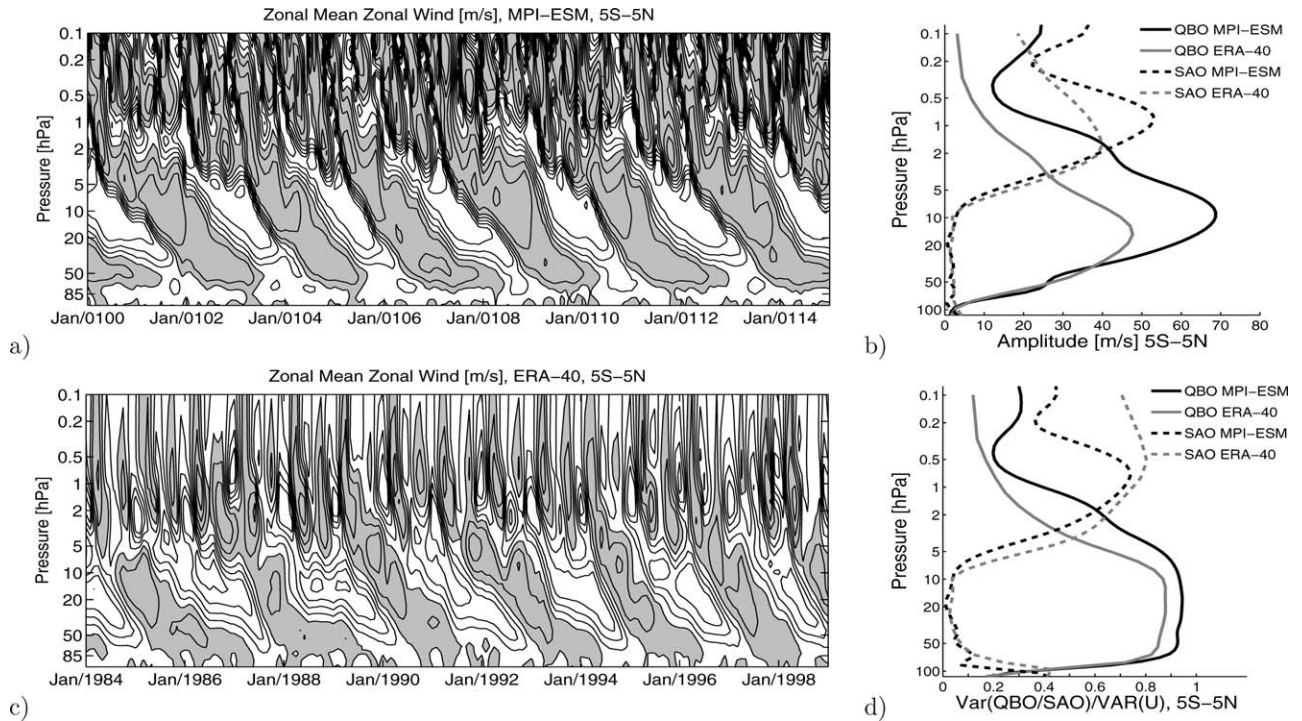 Zonal Mean Zonal Wind [m/s], MPI−ESM, 5S−5N
Pressure [hPa]
0.1
0.2
0.5
1
2
5
10
20
50
85
Jan/0100 Jan/0102 Jan/0104 Jan/0106 Jan/0108 Jan/0110 Jan/0112 Jan/0114
a)
Pressure [hPa]
0.1
0.2
0.5
1
2
5
10
20
50
100
QBO MPI−ESM
QBO ERA−40
SAO MPI−ESM
SAO ERA−40
0 10 20 30 40 50 60 70 80
Amplitude [m/s] 5S−5N
b)
Zonal Mean Zonal Wind [m/s], ERA−40, 5S−5N
Pressure [hPa]
0.1
0.2
0.5
1
2
5
10
20
50
85
Jan/1984 Jan/1986 Jan/1988 Jan/1990 Jan/1992 Jan/1994 Jan/1996 Jan/1998
c)
Pressure [hPa]
0.1
0.2
0.5
1
2
5
10
20
50
100
QBO MPI−ESM
QBO ERA−40
SAO MPI−ESM
SAO ERA−40
0 0.2 0.4 0.6 0.8 1
Var(QBO/SAO)/VAR(U), 5S−5N
d)